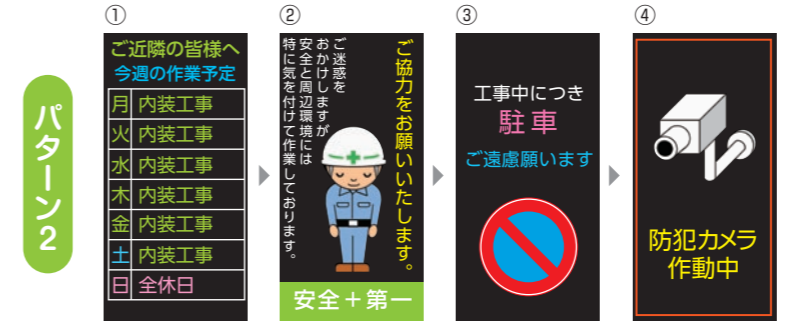 パターン2
①
ご近隣の皆様へ
今週の作業予定
月 内装工事
火 内装工事
水 内装工事
木 内装工事
金 内装工事
土 内装工事
日 全休日
②
ご協力をお願いいたします。
ご迷惑を
おかけしますが
安全と周辺環境には
特に気を付けて作業しております。
安全+第一
③
工事中につき
駐車
ご遠慮願います
④
防犯カメラ
作動中